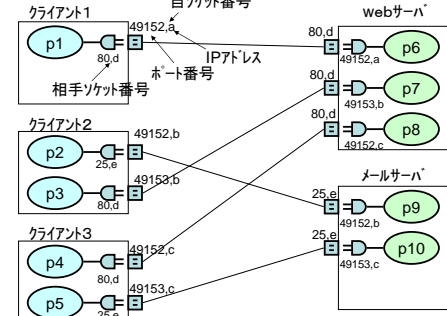 自ソケット番号
クライアント1
49152,a
webサーバ
80,d
p1
IPアドレス
p6
80,d
ポート番号
49152,a
相手ソケット番号
80,d
p7
49153,b
80,d
p8
49152,c
クライアント2
49152,b
p2
25,e
49153,b
p3
80,d
メールサーバ
25,e
p9
49152,b
25,e
p10
49153,c
クライアント3
49152,c
p4
80,d
49153,c
p5
25,e